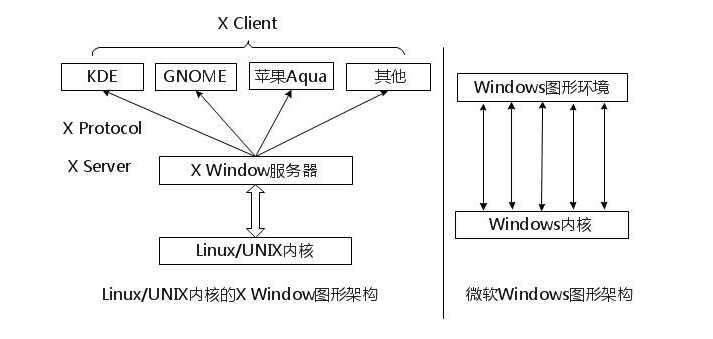 X Client
KDE
GNOME
苹果Aqua
其他
X Protocol
X Server
X Window服务器
Linux/UNIX内核
Linux/UNIX内核的X Window图形架构
Windows图形环境
Windows内核
微软Windows图形架构